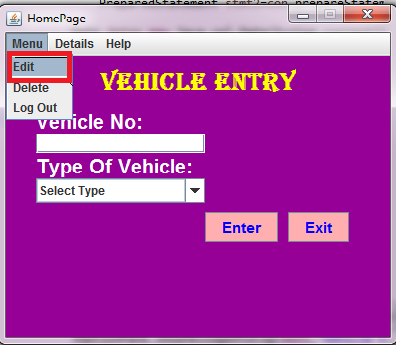 PreparedStatement stmt2=con.prepareStatem
HomePage
Menu Details Help
Edit
Delete
Log Out
VEHICLE ENTRY
Vehicle No:
Type Of Vehicle:
Select Type
Enter Exit